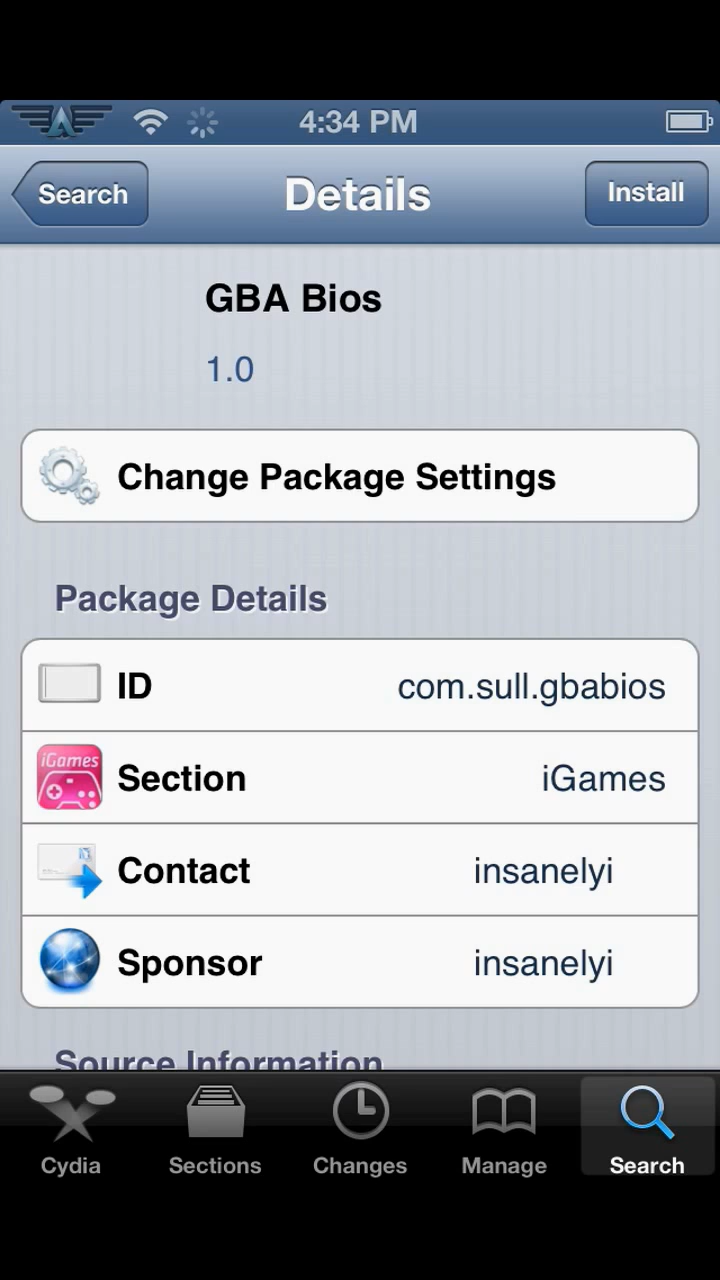 4:34 PM
Search
Details
Install
GBA Bios
1.0
Change Package Settings
Package Details
ID com.sull.gbabios
iGames
Section iGames
Contact insanelyi
Sponsor insanelyi
Source Information
Cydia
Sections
Changes
Manage
Search